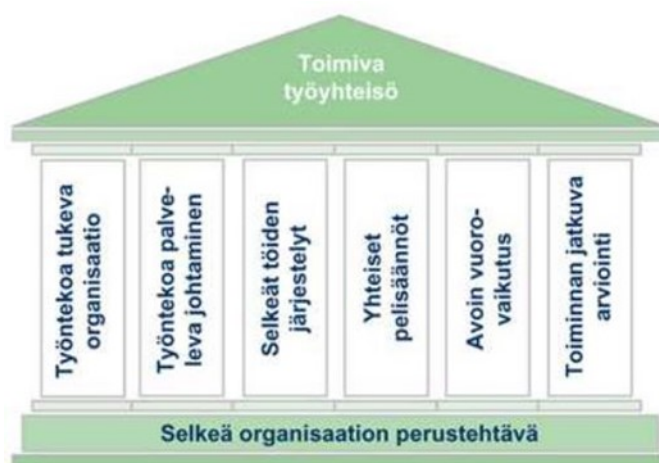 Toimiva
työyhteisö
Työntekoa tukeva
organisaatio
Työntekoa palve-
leva johtaminen
Selkeät töiden
järjestelyt
Yhteiset
pelisäännöt
Avoin vuoro-
vaikutus
Toiminnan jatkuva
arviointi
Selkeä organisaation perustehtävä